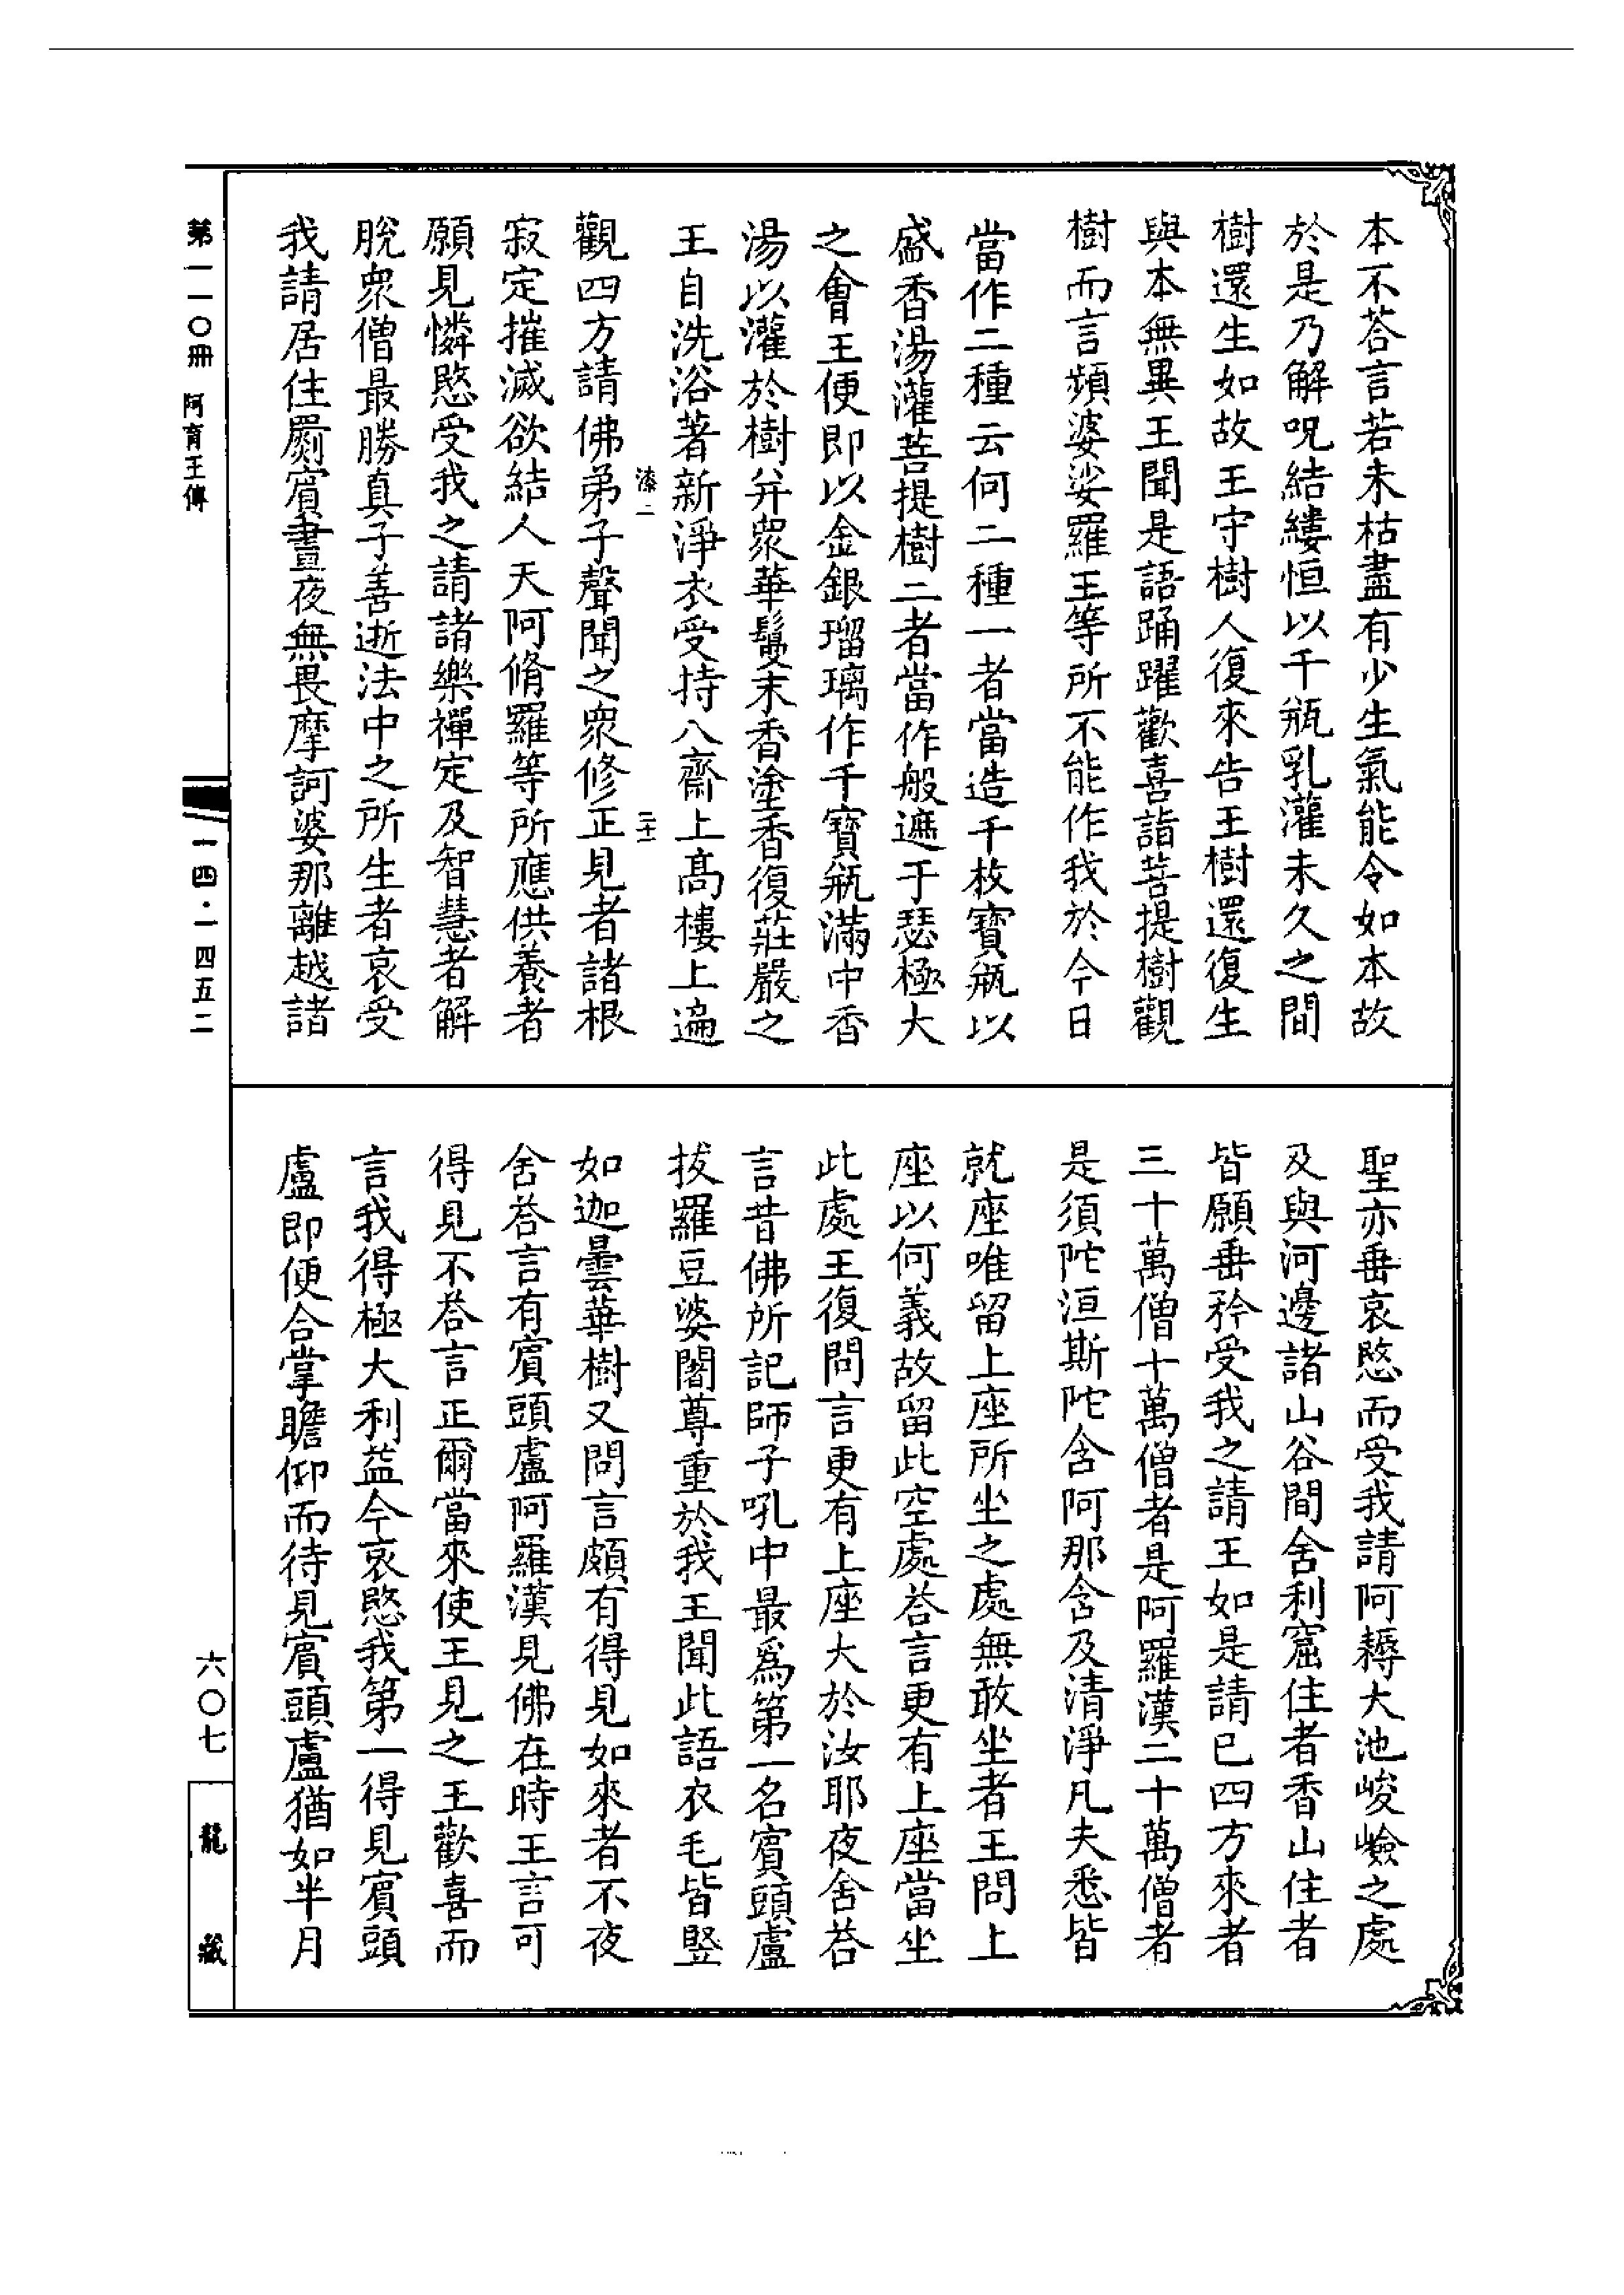 本不荅言若未枯盡有少生氣能令如本故
於是乃解呪結縷恒以千瓶乳灌未久之間
樹還生如故王守樹人復來告王樹還復生
與本無異王聞是語踊躍歡喜詣菩提樹觀
樹而言頻婆娑羅王等所不能作我於今日
當作二種云何二種一者當造千枚寶瓶以
盛香湯灌菩提樹二者當作般遮于瑟極大
之會王便即以金銀瑠璃作千寶瓶滿中香
湯以灌於樹并衆華鬘末香塗香復莊嚴之
王自洗浴著新淨衣受持八齋上高樓上遍
漆二
二十
觀四方請佛弟子聲聞之衆修正見者諸根
寂定摧滅欲結人天阿脩羅等所應供養者
願見憐愍受我之請諸樂禪定及智慧者解
脫衆僧最勝真子善逝法中之所生者哀受
我請居住罽賓晝夜無畏摩訶婆那離越諸
聖亦垂哀愍而受我請阿耨大池峻嶮之處
及與河邊諸山谷間舍利窟住者香山住者
皆願垂矜受我之請王如是請已四方來者
三十萬僧十萬僧者是阿羅漢二十萬僧者
是須陀洹斯陀含阿那含及清淨凡夫悉皆
就座唯留上座所坐之處無敢坐者王問上
座以何義故留此空處荅言更有上座當坐
此處王復問言更有上座大於汝耶夜舍荅
言昔佛所記師子吼中最爲第一名賓頭盧
拔羅豆婆闍尊重於我王聞此語衣毛皆竪
如迦曇華樹又問言頗有得見如來者不夜
舍荅言有賓頭盧阿羅漢見佛在時王言可
得見不荅言正爾當來使王見之王歡喜而
言我得極大利益今哀愍我第一得見賓頭
盧即便合掌瞻仰而待見賓頭盧猶如半月
第一一〇冊 阿育王傳
一四·一四五二
六〇七
龍藏